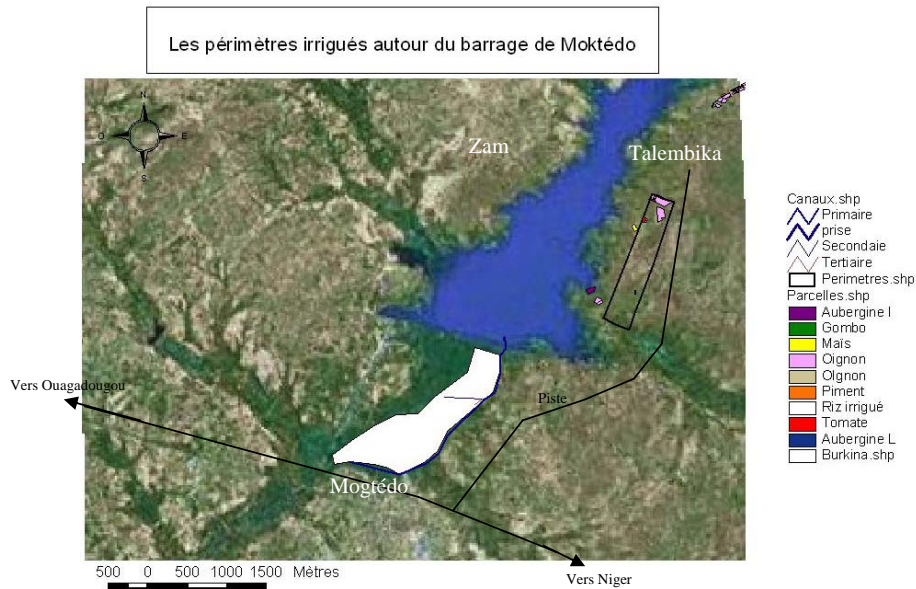 Les périmètres irrigués autour du barrage de Moktédo
N
O
E
S
Zam
Talembika
Vers Ouagadougou
Piste
Mogtédo
Vers Niger
500 0 500 1000 1500 Mètres
Canaux.shp
Primaire
prise
Secondaie
Tertiaire
Perimetres.shp
Parcelles.shp
Aubergine I
Gombo
Maïs
Oignon
OIgnon
Piment
Riz irrigué
Tomate
Aubergine L
Burkina.shp